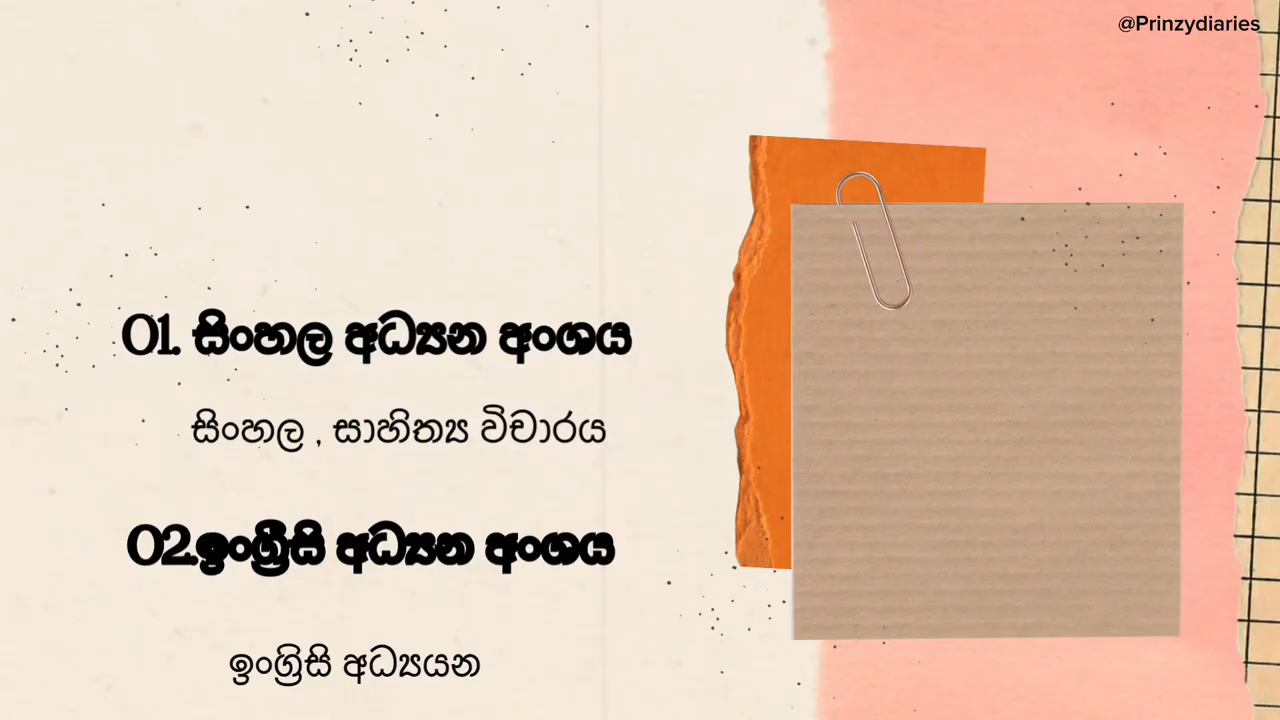 @Prinzydiaries
01. සිංහල අධ්‍යන අංශය
සිංහල , සාහිත්‍ය විචාරය
02.ඉංග්‍රීසි අධ්‍යන අංශය
ඉංග්‍රිසි අධ්‍යයන